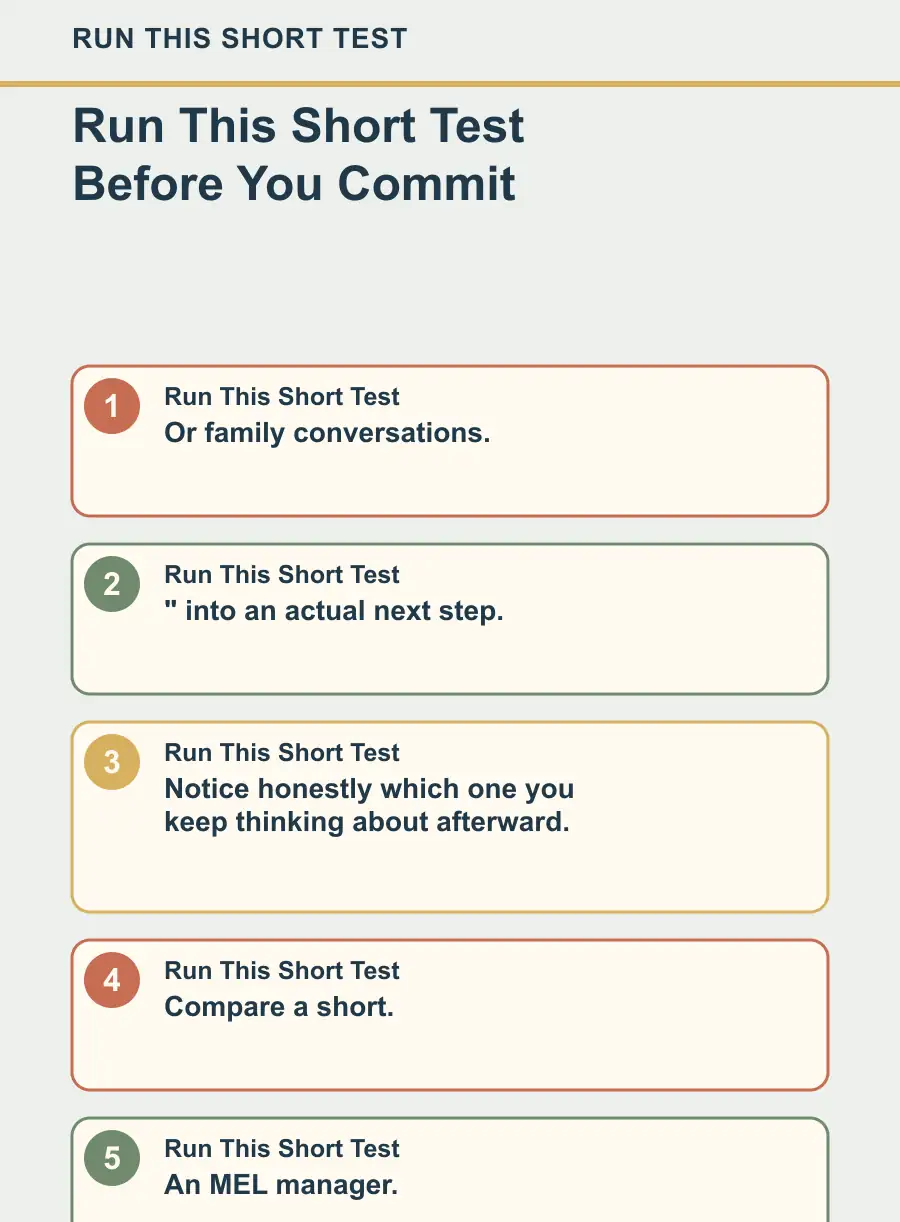 RUN THIS SHORT TEST
Run This Short Test
Before You Commit
1
Run This Short Test
Or family conversations.
2
Run This Short Test
" into an actual next step.
3
Run This Short Test
Notice honestly which one you
keep thinking about afterward.
4
Run This Short Test
Compare a short.
5
Run This Short Test
An MEL manager.